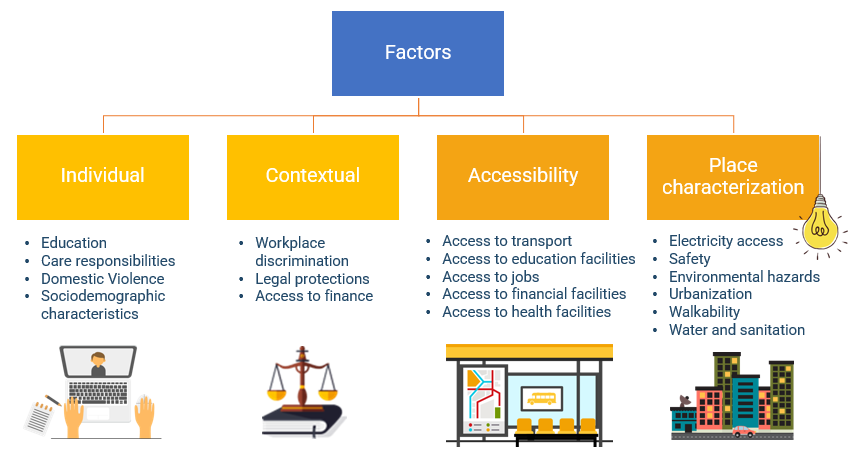 Factors
Individual
Contextual
Accessibility
Place
characterization
• Education
• Care responsibilities
• Domestic Violence
• Sociodemographic
characteristics
• Workplace
discrimination
• Legal protections
• Access to finance
• Access to transport
• Access to education facilities
• Access to jobs
• Access to financial facilities
• Access to health facilities
• Electricity access
• Safety
• Environmental hazards
• Urbanization
• Walkability
• Water and sanitation